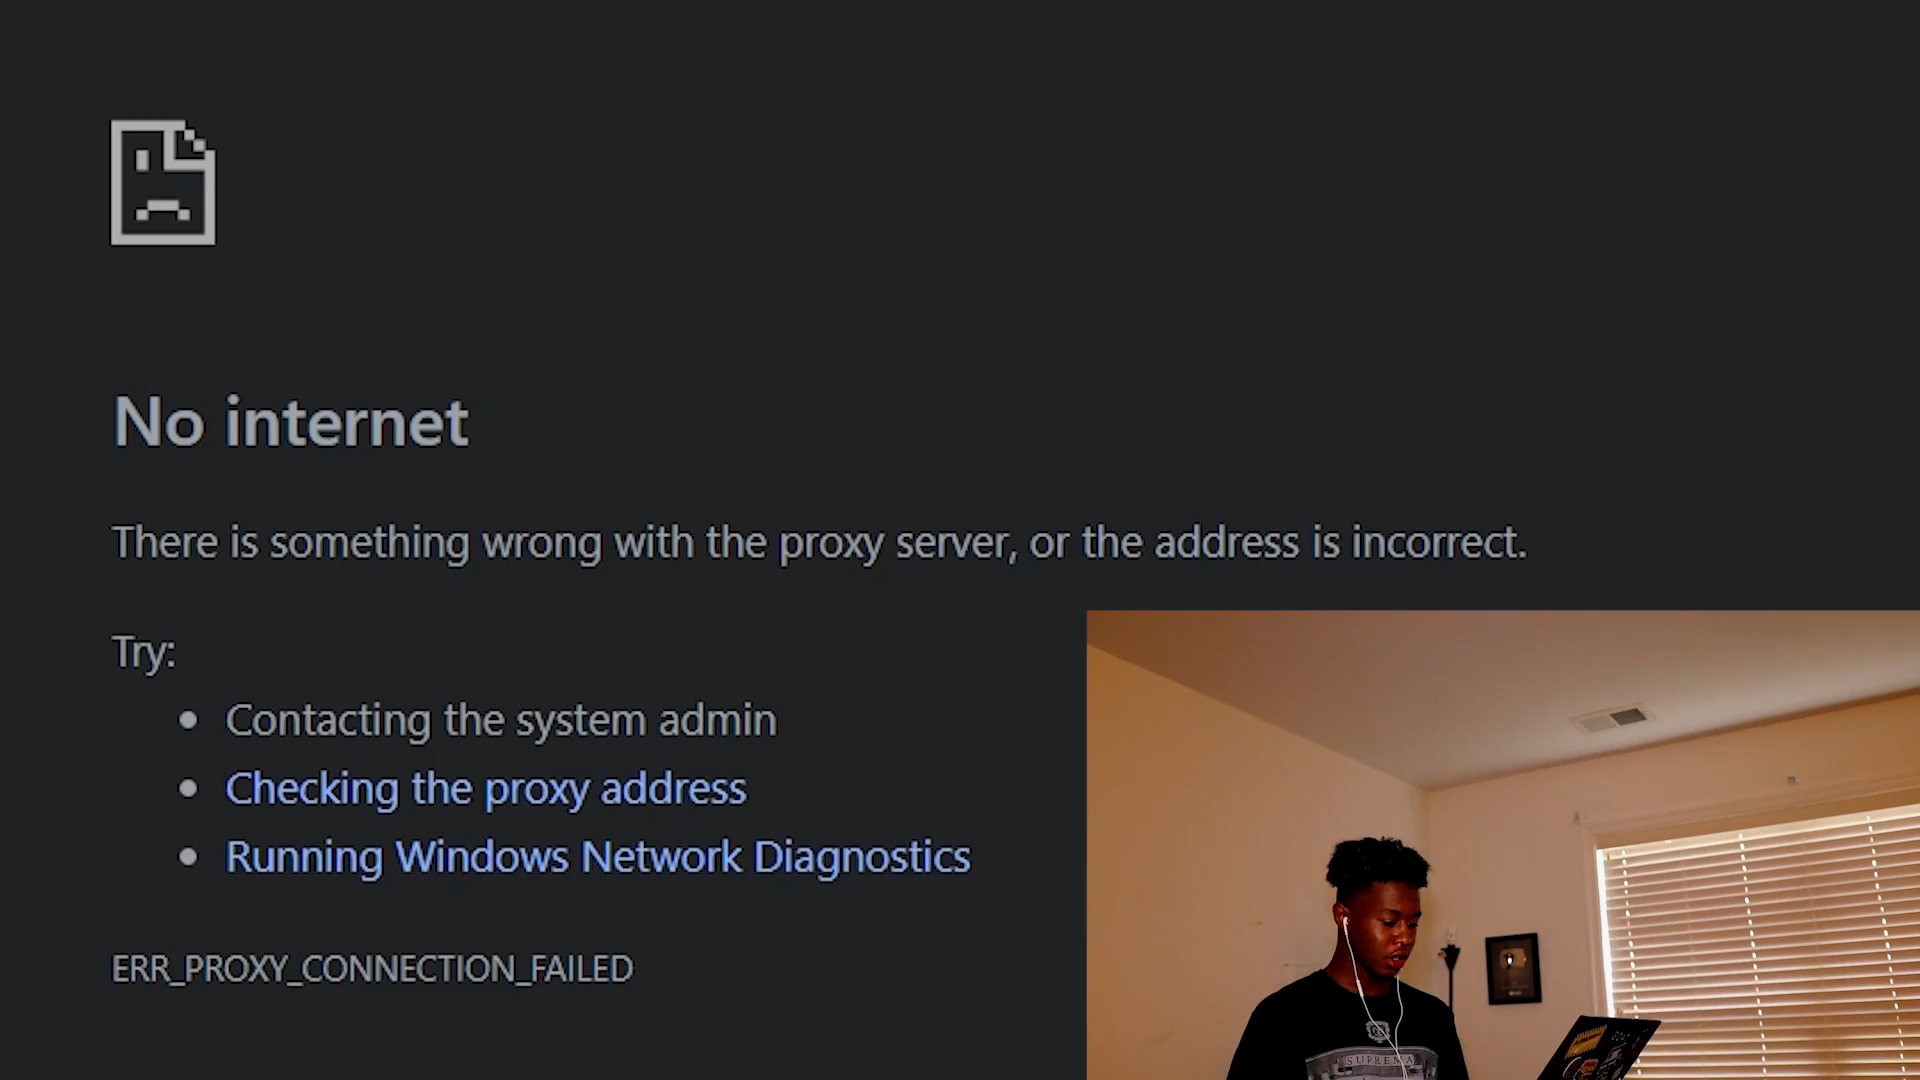 No internet
There is something wrong with the proxy server, or the address is incorrect.
Try:
Contacting the system admin
Checking the proxy address
Running Windows Network Diagnostics
ERR_PROXY_CONNECTION_FAILED
SUPREMA